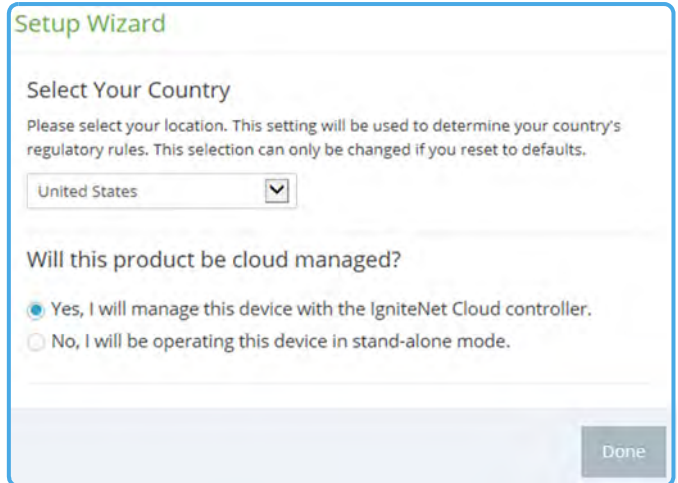 Setup Wizard
Select Your Country
Please select your location. This setting will be used to determine your country's
regulatory rules. This selection can only be changed if you reset to defaults.
United States
Will this product be cloud managed?
Yes, I will manage this device with the IgniteNet Cloud controller.
No, I will be operating this device in stand-alone mode.
Done